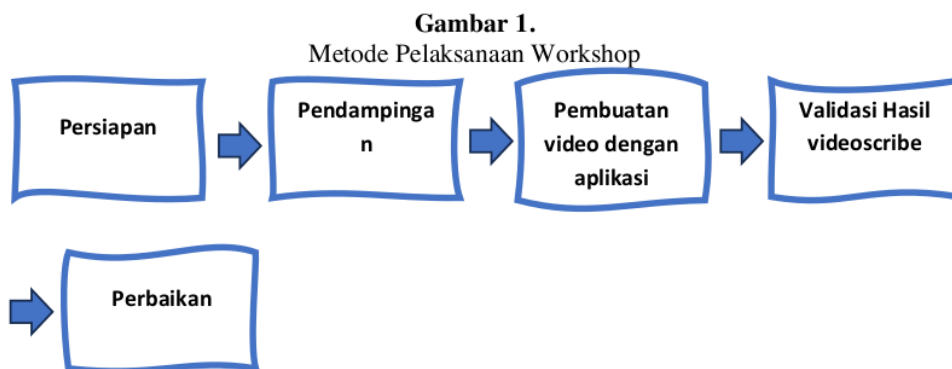 Gambar 1.
Metode Pelaksanaan Workshop
Persiapan
Pendampinga
n
Pembuatan
video dengan
aplikasi
Validasi Hasil
videoscribe
Perbaikan